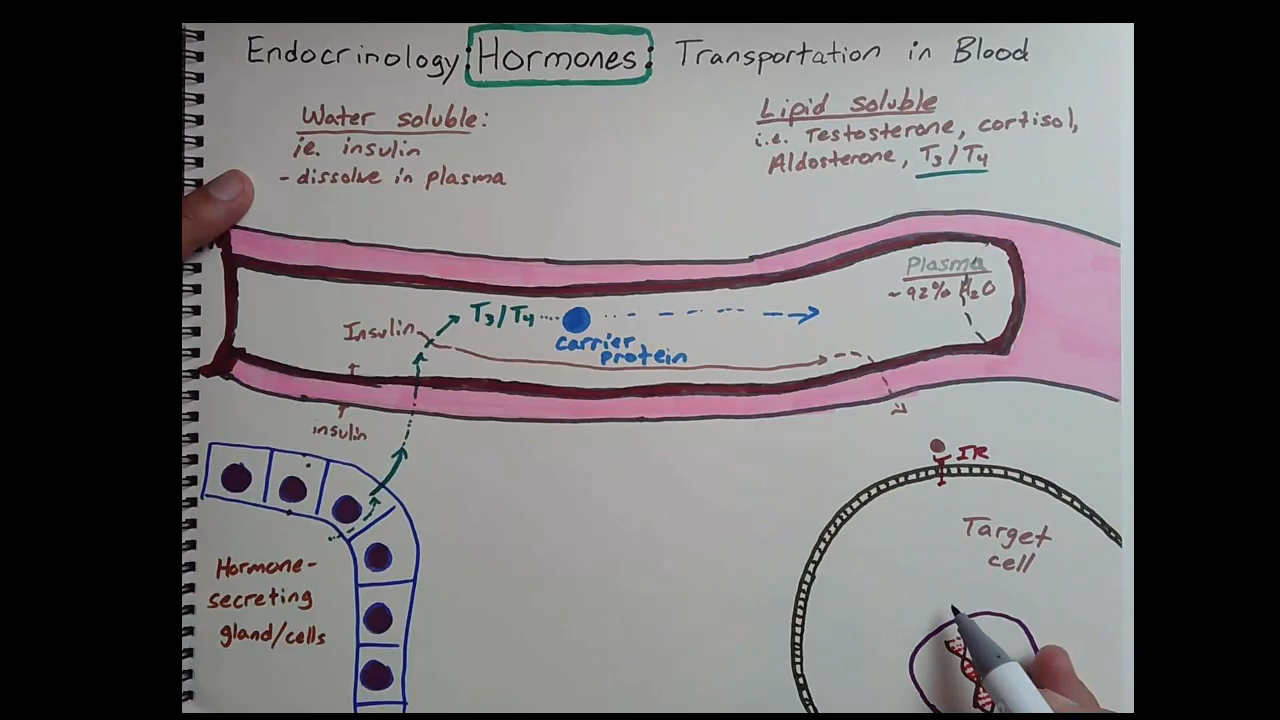 Endocrinology: Hormones: Transportation in Blood
Water soluble:
ie. insulin
- dissolve in plasma
Lipid soluble
i.e. Testosterone, cortisol,
Aldosterone, T3/T4
Plasma
~92% H2O
Insulin
T3/T4
carrier
protein
insulin
IR
Target
cell
Hormone-
secreting
gland/cells